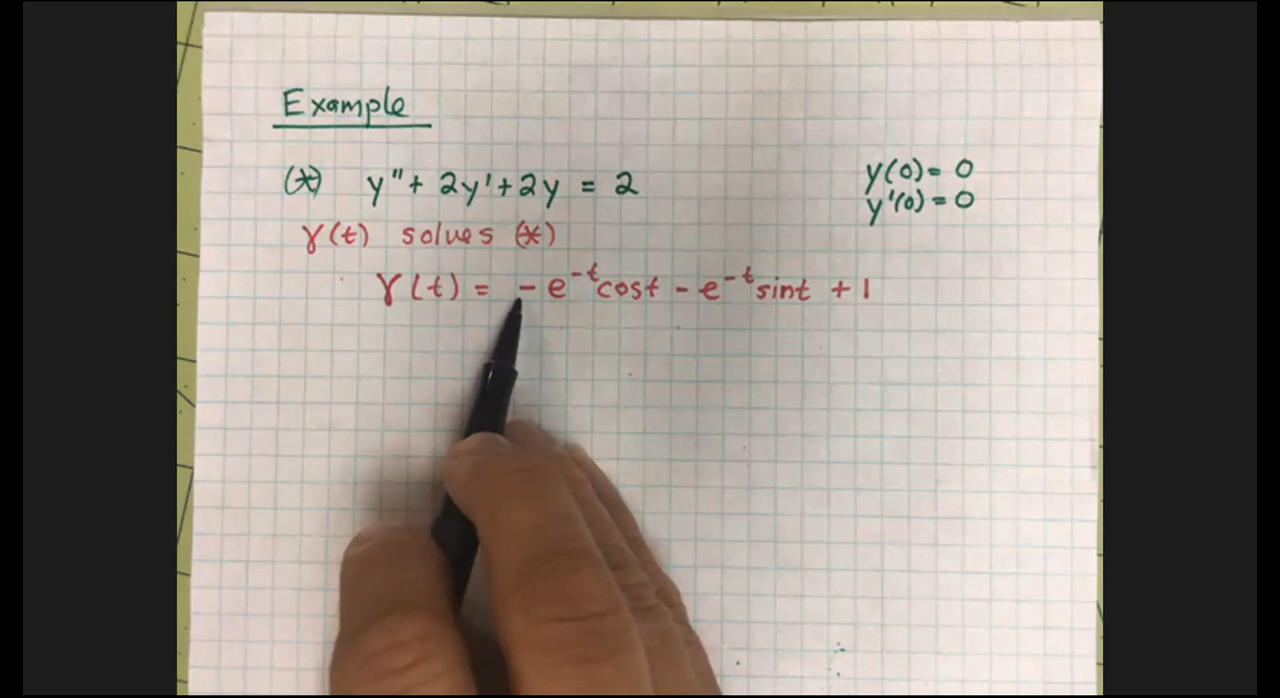 Example
(*) y" + 2y' + 2y = 2
y(0) = 0
y'(0) = 0
γ(t) solves (*)
γ(t) = -e^{-t}cost - e^{-t}sint + 1